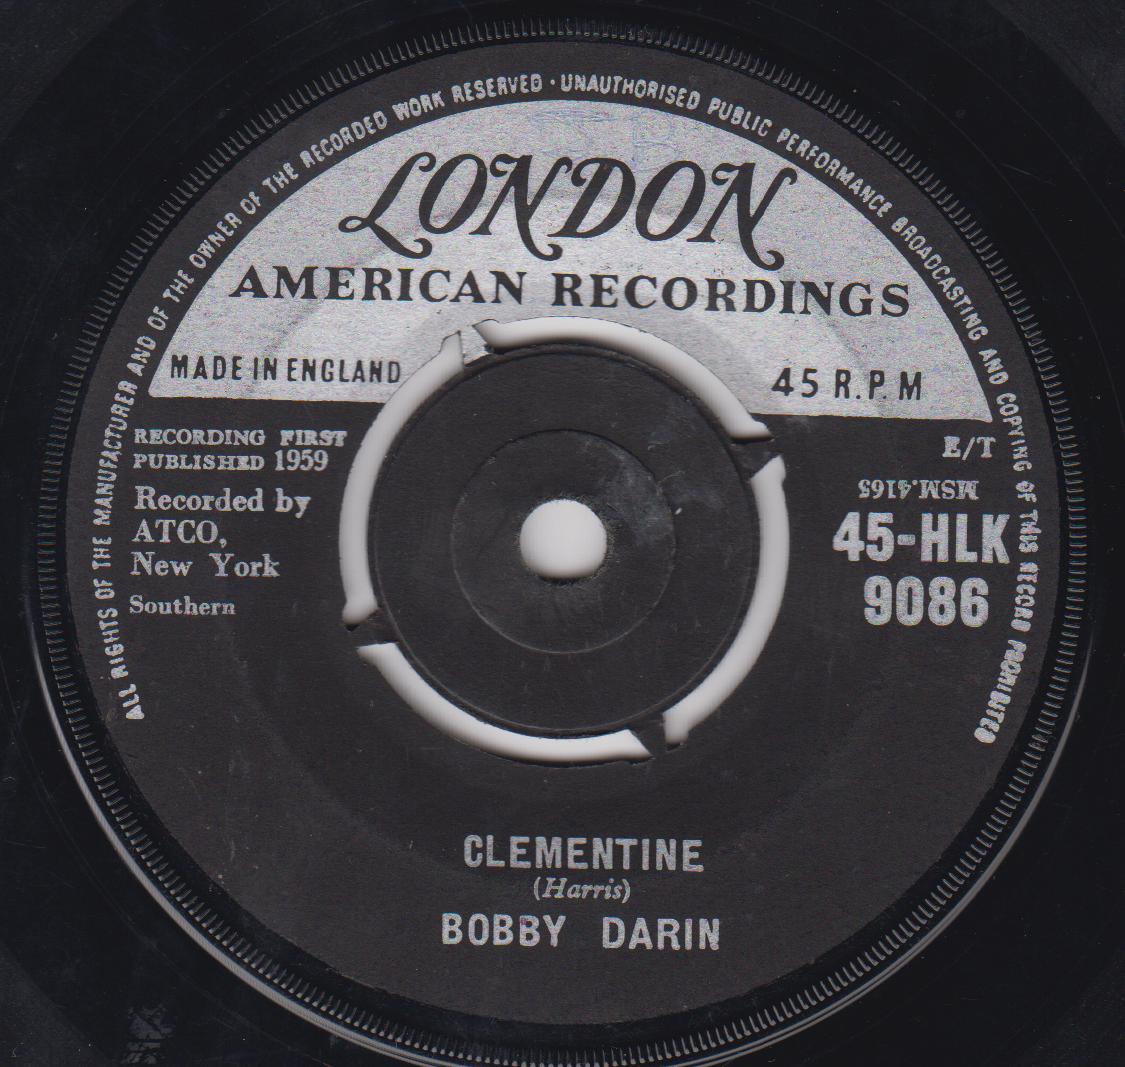 ALL RIGHTS OF THE MANUFACTURER AND OF THE OWNER OF THE RECORDED WORK RESERVED · UNAUTHORISED PUBLIC PERFORMANCE BROADCASTING AND COPYING OF THIS RECORD PROHIBITED
LONDON
AMERICAN RECORDINGS
MADE IN ENGLAND
45 R.P.M
RECORDING FIRST
PUBLISHED 1959
Recorded by
ATCO,
New York
Southern
E/T
MSM.4165
45-HLK
9086
CLEMENTINE
(Harris)
BOBBY DARIN